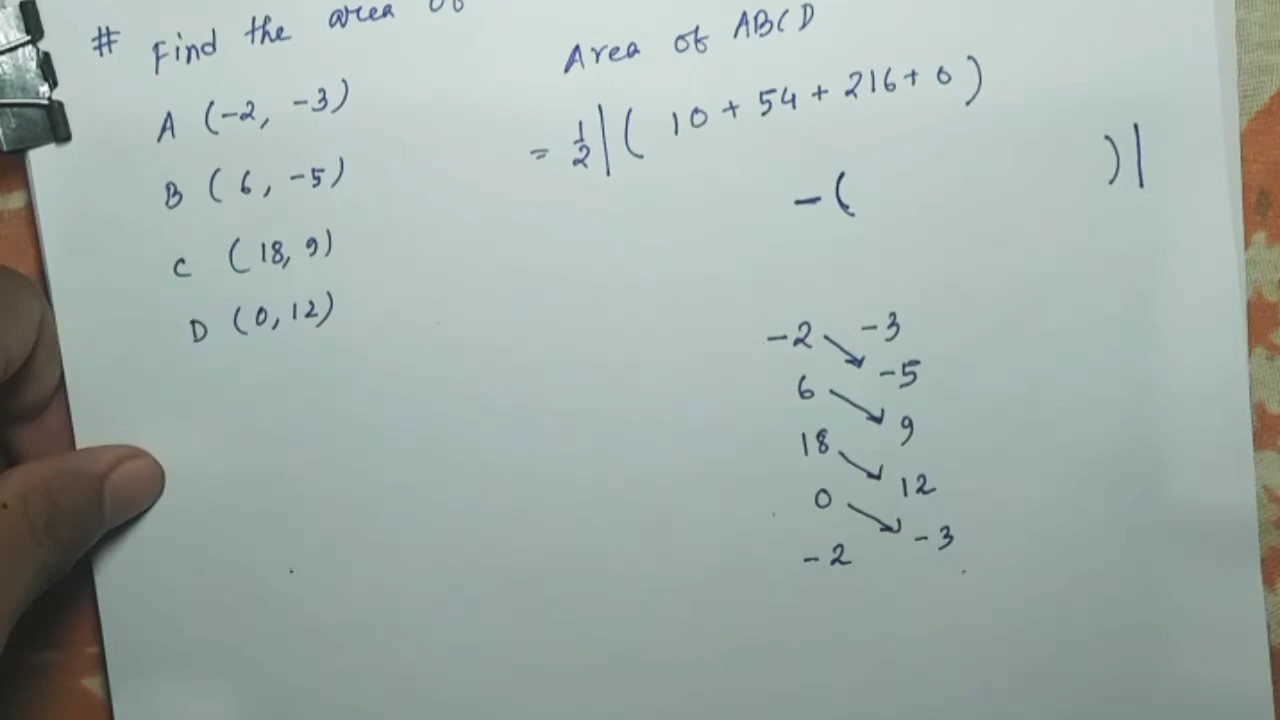 # Find the area of
A (-2, -3)
B (6, -5)
C (18, 9)
D (0, 12)
Area of ABCD
= 1/2 | ( 10 + 54 + 216 + 0 )
- ( ) |
-2 -3
6 -5
18 9
0 12
-2 -3